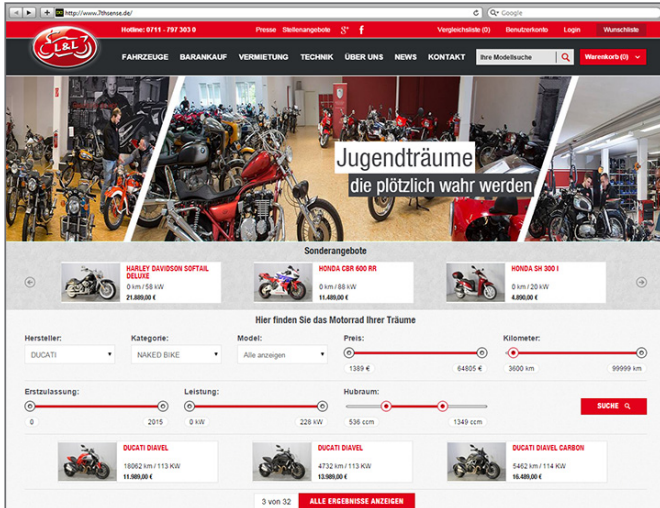 http://www.7thsense.de/
Google
Hotline: 0711 - 797 303 0
Presse Stellenangebote
Vergleichsliste (0) Benutzerkonto Login Wunschliste
L&L
FAHRZEUGE BARANKAUF VERMIETUNG TECHNIK ÜBER UNS NEWS KONTAKT
Ihre Modellsuche
Warenkorb (0)
Jugendträume
die plötzlich wahr werden
Sonderangebote
HARLEY DAVIDSON SOFTAIL
DELUXE
0 km / 56 kW
21.889,00 €
HONDA CBR 600 RR
0 km / 88 kW
11.489,00 €
HONDA SH 300 I
0 km / 20 kW
4.890,00 €
Hier finden Sie das Motorrad Ihrer Träume
Hersteller: Kategorie: Model: Preis: Kilometer:
DUCATI NAKED BIKE Alle anzeigen
1389 € 64805 € 3600 km 99999 km
Erstzulassung: Leistung: Hubraum:
0 2015 0 kW 228 kW 536 ccm 1349 ccm
SUCHE
DUCATI DIAVEL
18062 km / 113 KW
11.989,00 €
DUCATI DIAVEL
4732 km / 113 KW
13.989,00 €
DUCATI DIAVEL CARBON
5462 km / 114 KW
16.489,00 €
3 von 32
ALLE ERGEBNISSE ANZEIGEN